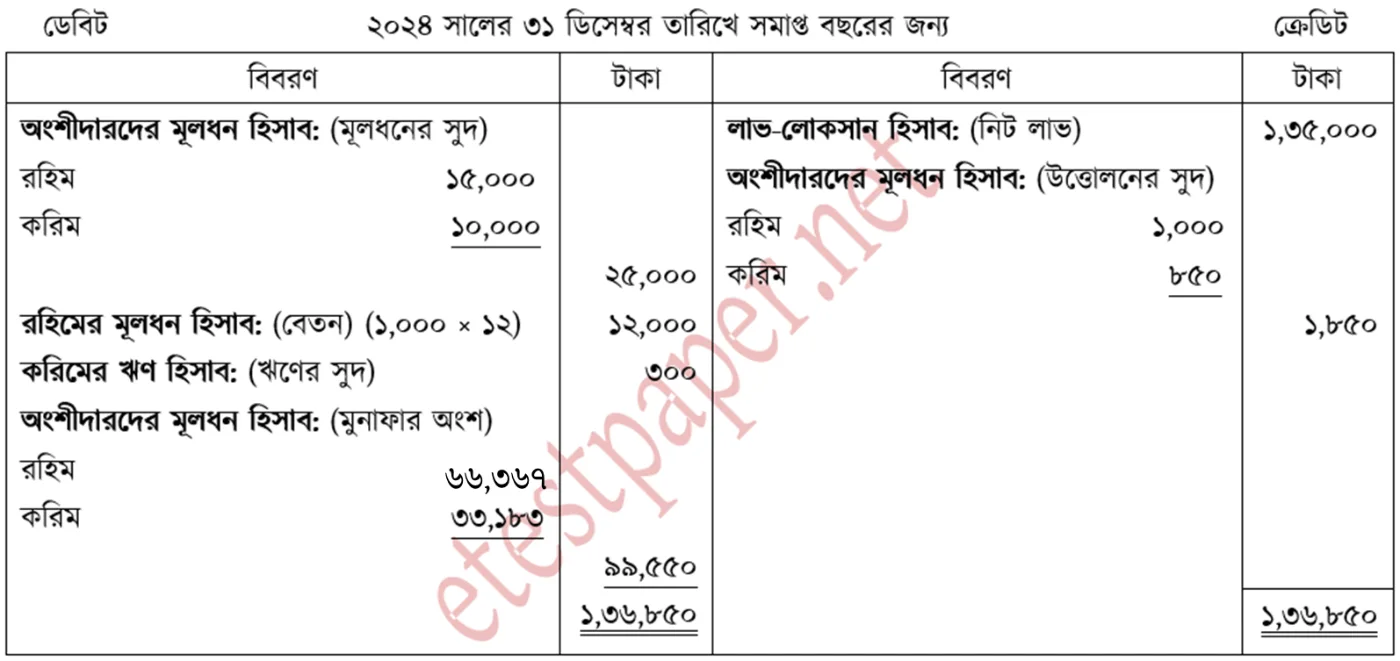 ডেবিট ২০২৪ সালের ৩১ ডিসেম্বর তারিখে সমাপ্ত বছরের জন্য ক্রেডিট
বিবরণ টাকা বিবরণ টাকা
অংশীদারদের মূলধন হিসাব: (মূলধনের সুদ) লাভ-লোকসান হিসাব: (নিট লাভ) ১,৩৫,০০০
রহিম ১৫,০০০ অংশীদারদের মূলধন হিসাব: (উত্তোলনের সুদ)
করিম ১০,০০০ রহিম ১,০০০
২৫,০০০ করিম ৮৫০
রহিমের মূলধন হিসাব: (বেতন) (১,০০০ × ১২) ১২,০০০ ১,৮৫০
করিমের ঋণ হিসাব: (ঋণের সুদ) ৩০০
অংশীদারদের মূলধন হিসাব: (মুনাফার অংশ)
রহিম ৬৬,৩৬৭
করিম ৩৩,১৮৩
৯৯,৫৫০
১,৩৬,৮৫০ ১,৩৬,৮৫০
etestpaper.net